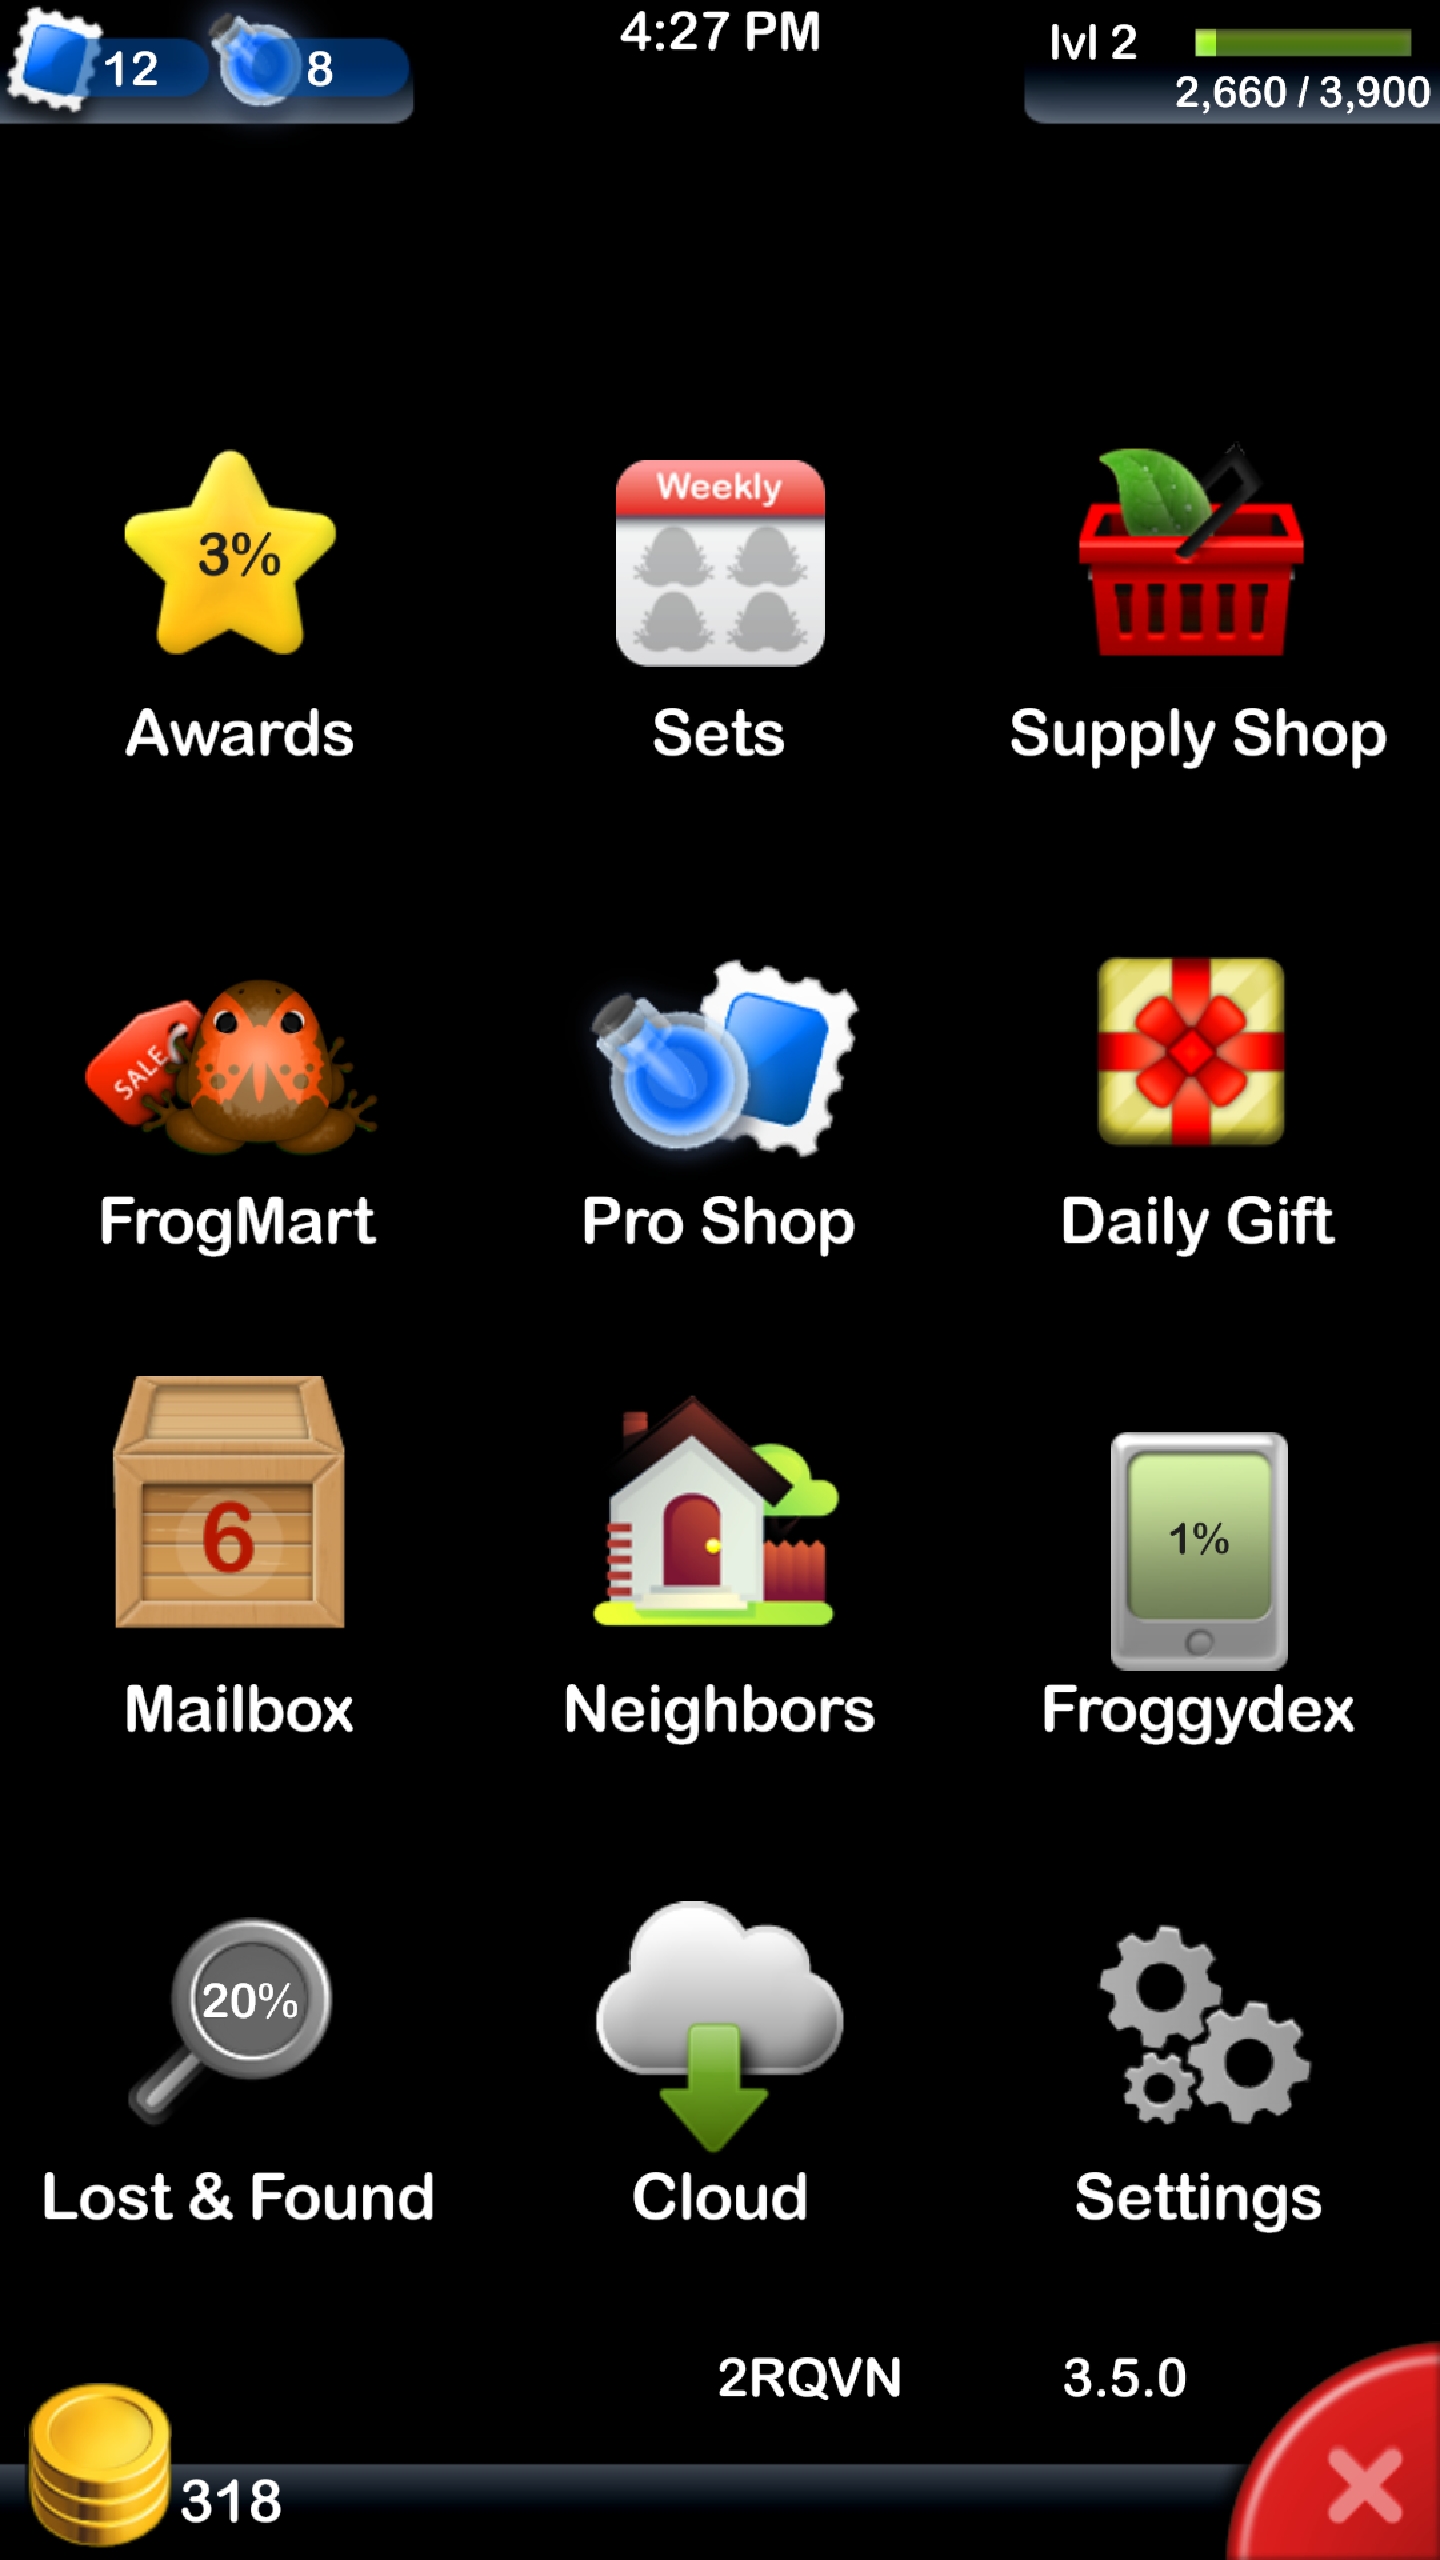 12
8
4:27 PM
lvl 2
2,660 / 3,900
3%
Weekly
Awards
Sets
Supply Shop
SALE
FrogMart
Pro Shop
Daily Gift
6
1%
Mailbox
Neighbors
Froggydex
20%
Lost & Found
Cloud
Settings
2RQVN
3.5.0
318